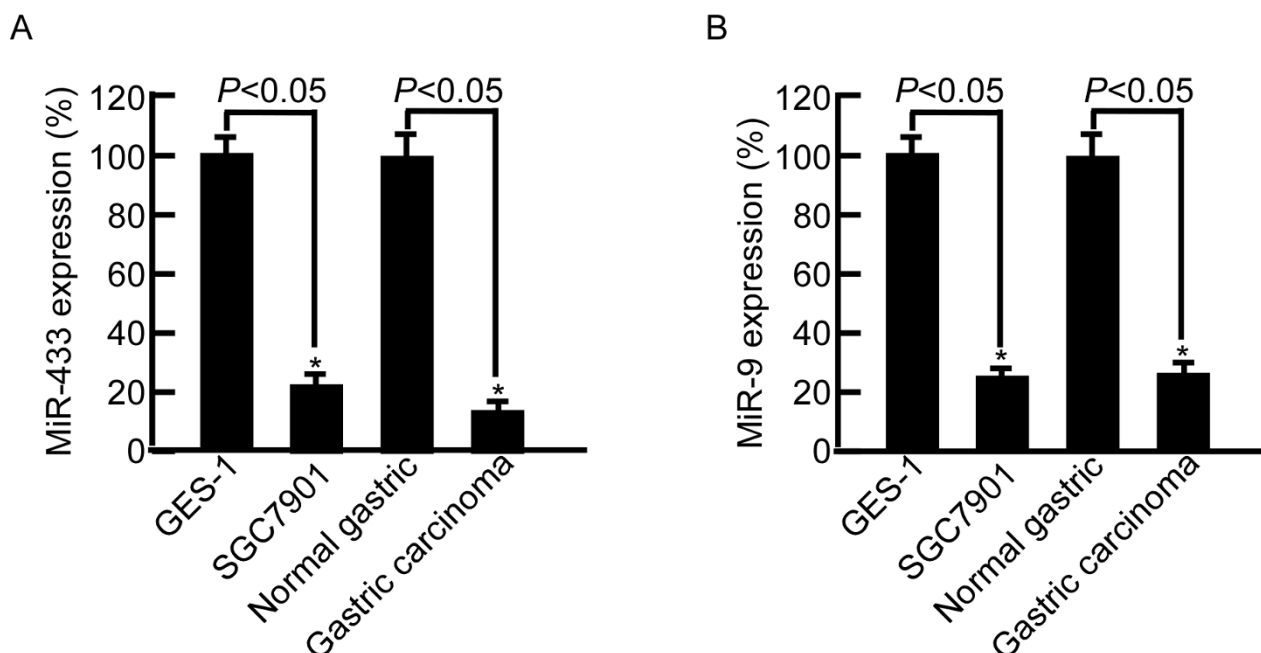 A
MiR-433 expression (%)
120
100
80
60
40
20
0
P<0.05
P<0.05
*
*
GES-1
SGC7901
Normal gastric
Gastric carcinoma
B
MiR-9 expression (%)
120
100
80
60
40
20
0
P<0.05
P<0.05
*
*
GES-1
SGC7901
Normal gastric
Gastric carcinoma